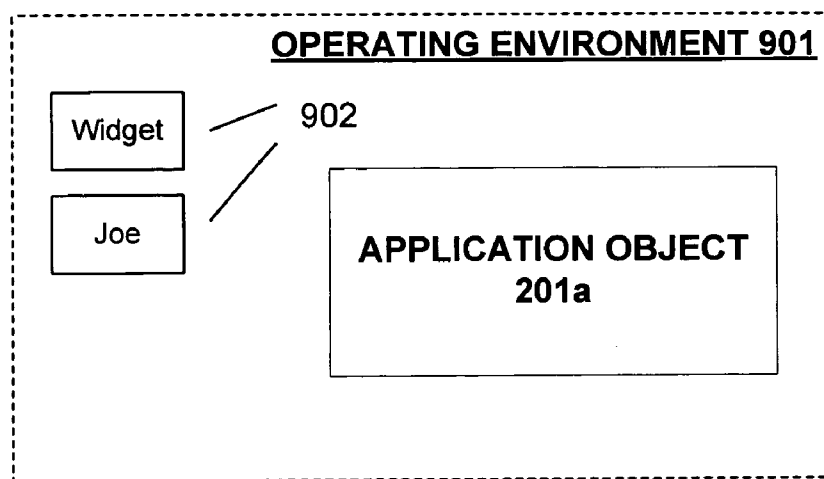 OPERATING ENVIRONMENT 901
Widget
902
Joe
APPLICATION OBJECT
201a